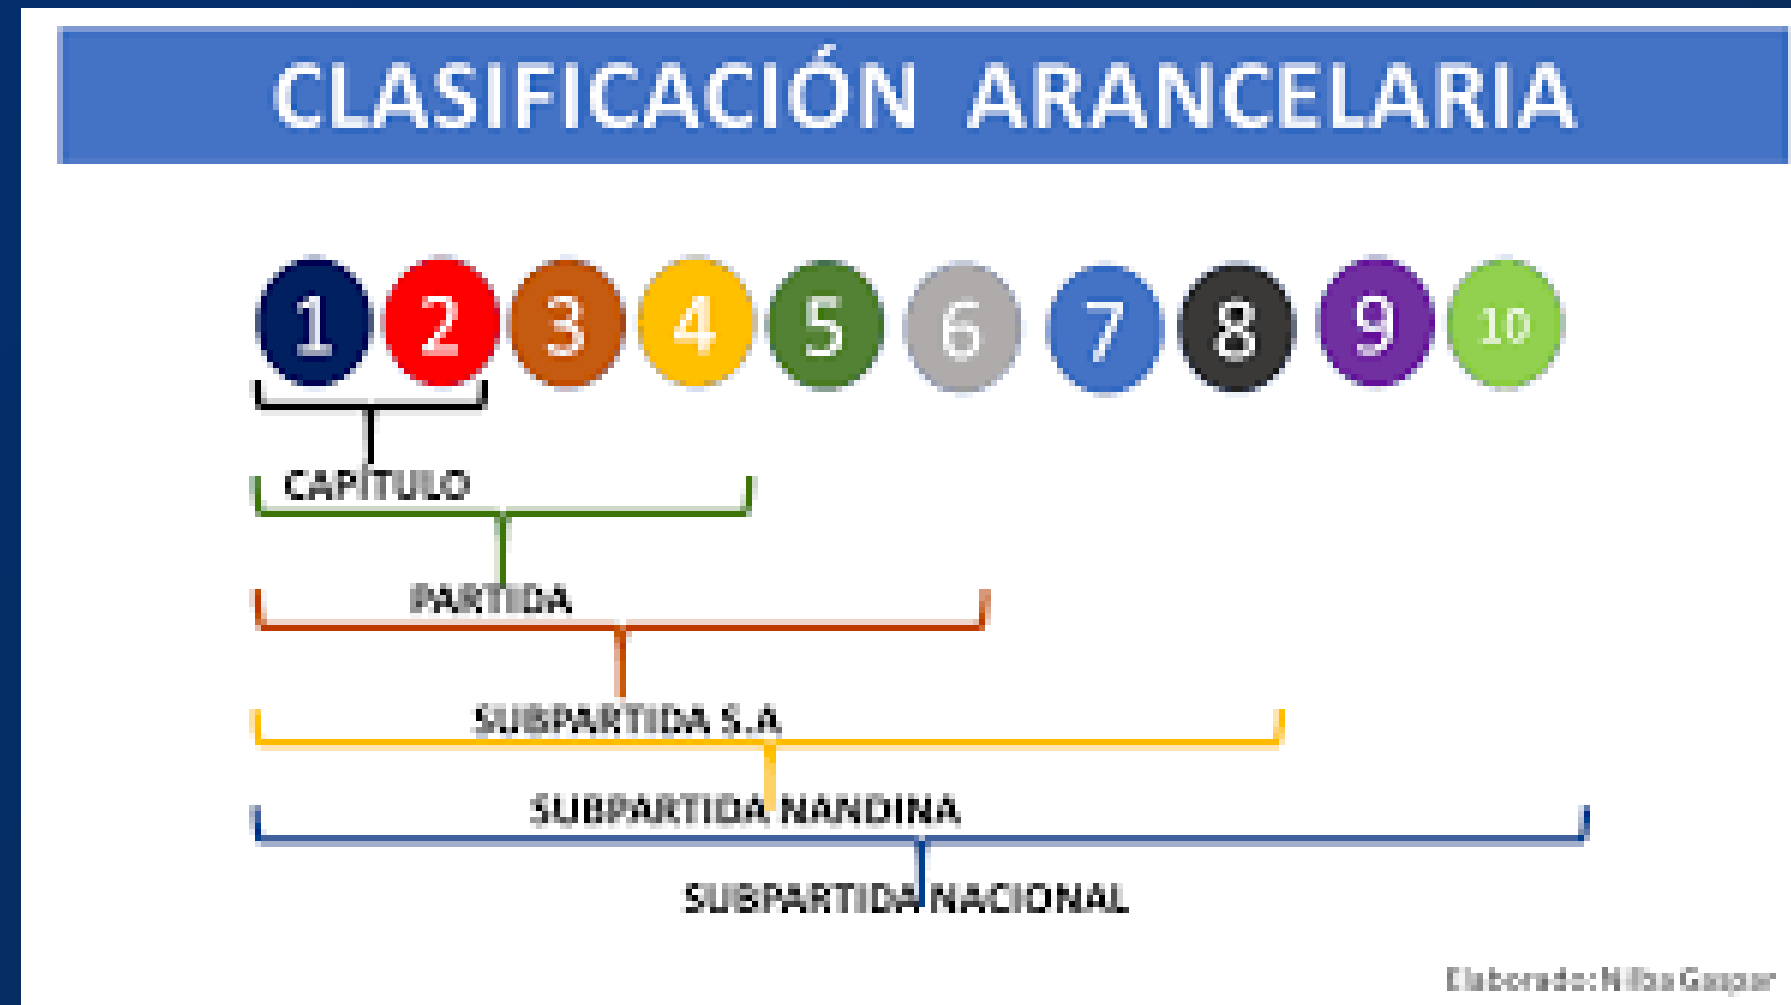 CLASIFICACIÓN ARANCELARIA
1 2 3 4 5 6 7 8 9 10
CAPÍTULO
PARTIDA
SUBPARTIDA S.A
SUBPARTIDA NANDINA
SUBPARTIDA NACIONAL
Elaborado: Nilba Gaspar